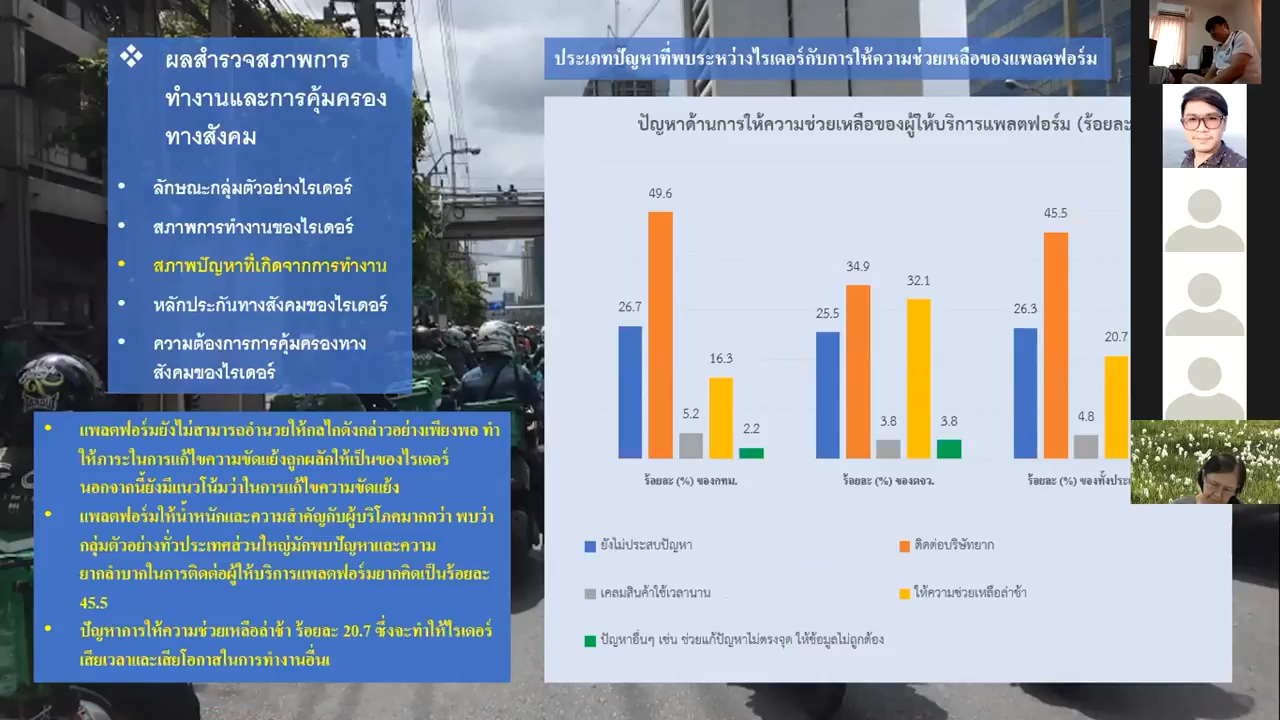 ผลสำรวจสภาพการ
ทำงานและการคุ้มครอง
ทางสังคม
ลักษณะกลุ่มตัวอย่างไรเดอร์
สภาพการทำงานของไรเดอร์
สภาพปัญหาที่เกิดจากการทำงาน
หลักประกันทางสังคมของไรเดอร์
ความต้องการการคุ้มครองทาง
สังคมของไรเดอร์
แพลตฟอร์มยังไม่สามารถอำนวยให้กลไกดังกล่าวอย่างเพียงพอ ทำ
ให้ภาระในการแก้ไขความขัดแย้งถูกผลักให้เป็นของไรเดอร์
นอกจากนี้ยังมีแนวโน้มว่าในการแก้ไขความขัดแย้ง
แพลตฟอร์มให้น้ำหนักและความสำคัญกับผู้บริโภคมากกว่า พบว่า
กลุ่มตัวอย่างทั่วประเทศส่วนใหญ่มักพบปัญหาและความ
ยากลำบากในการติดต่อผู้ให้บริการแพลตฟอร์มยากคิดเป็นร้อยละ
45.5
ปัญหาการให้ความช่วยเหลือล่าช้า ร้อยละ 20.7 ซึ่งจะทำให้ไรเดอร์
เสียเวลาและเสียโอกาสในการทำงานอื่นๆ
ประเภทปัญหาที่พบระหว่างไรเดอร์กับการให้ความช่วยเหลือของแพลตฟอร์ม
ปัญหาด้านการให้ความช่วยเหลือของผู้ให้บริการแพลตฟอร์ม (ร้อยละ
26.7 49.6 5.2 16.3 2.2
25.5 34.9 3.8 32.1 3.8
26.3 45.5 4.8 20.7
ร้อยละ (%) ของกทม. ร้อยละ (%) ของตจว. ร้อยละ (%) ของทั้งประ
ยังไม่ประสบปัญหา ติดต่อบริษัทยาก
เคลมสินค้าใช้เวลานาน ให้ความช่วยเหลือล่าช้า
ปัญหาอื่นๆ เช่น ช่วยแก้ปัญหาไม่ตรงจุด ให้ข้อมูลไม่ถูกต้อง